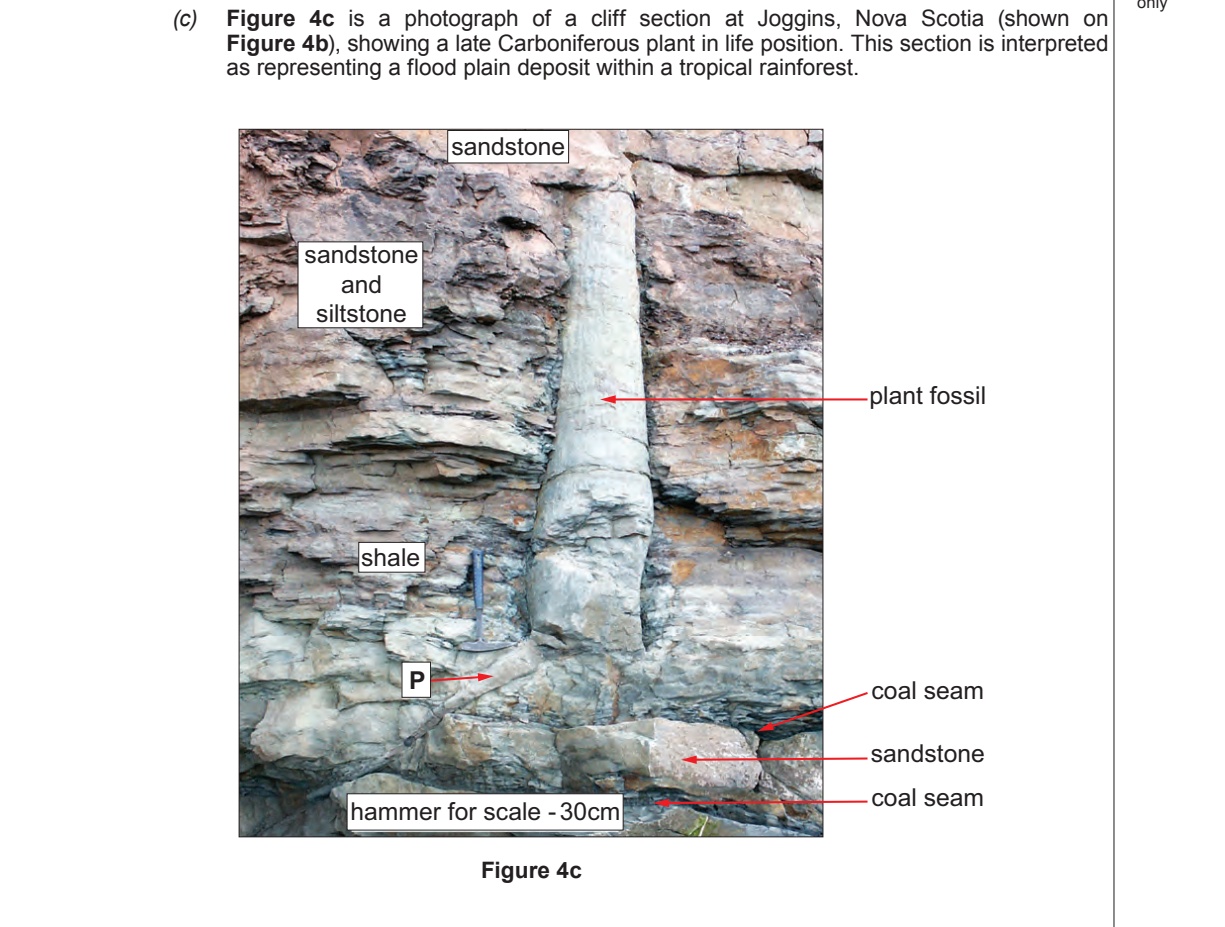 only
(c) Figure 4c is a photograph of a cliff section at Joggins, Nova Scotia (shown on
Figure 4b), showing a late Carboniferous plant in life position. This section is interpreted
as representing a flood plain deposit within a tropical rainforest.
sandstone
sandstone
and
siltstone
plant fossil
shale
P
coal seam
sandstone
coal seam
hammer for scale - 30cm
Figure 4c